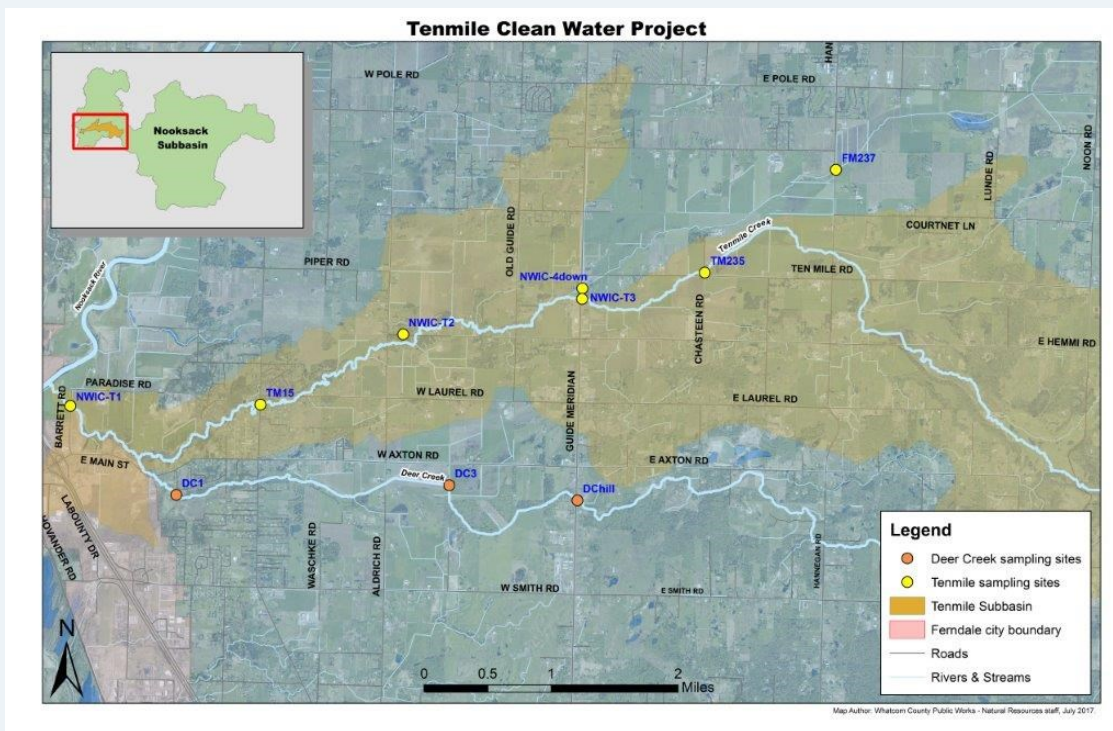 Tenmile Clean Water Project
Nooksack
Subbasin
W POLE RD
E POLE RD
HAN
FM237
LUNDE RD
NOON RD
OLD GUIDE RD
COURTNET LN
Tenmile Creek
PIPER RD
Nooksack River
NWIC-4down
TM235
TEN MILE RD
NWIC-T3
NWIC-T2
CHASTEEN RD
E HEMMI RD
PARADISE RD
NWIC-T1
TM15
W LAUREL RD
E LAUREL RD
BARRETT RD
GUIDE MERIDIAN
E MAIN ST
W AXTON RD
E AXTON RD
DC1
Deer Creek
DC3
DChill
LABOUNTY DR
HOVANDER RD
WASCHKE RD
ALDRICH RD
W SMITH RD
E SMITH RD
HANNEGAN RD
N
0 0.5 1 2
Miles
Legend
Deer Creek sampling sites
Tenmile sampling sites
Tenmile Subbasin
Ferndale city boundary
Roads
Rivers & Streams
Map Author: Whatcom County Public Works - Natural Resources staff, July 2017.